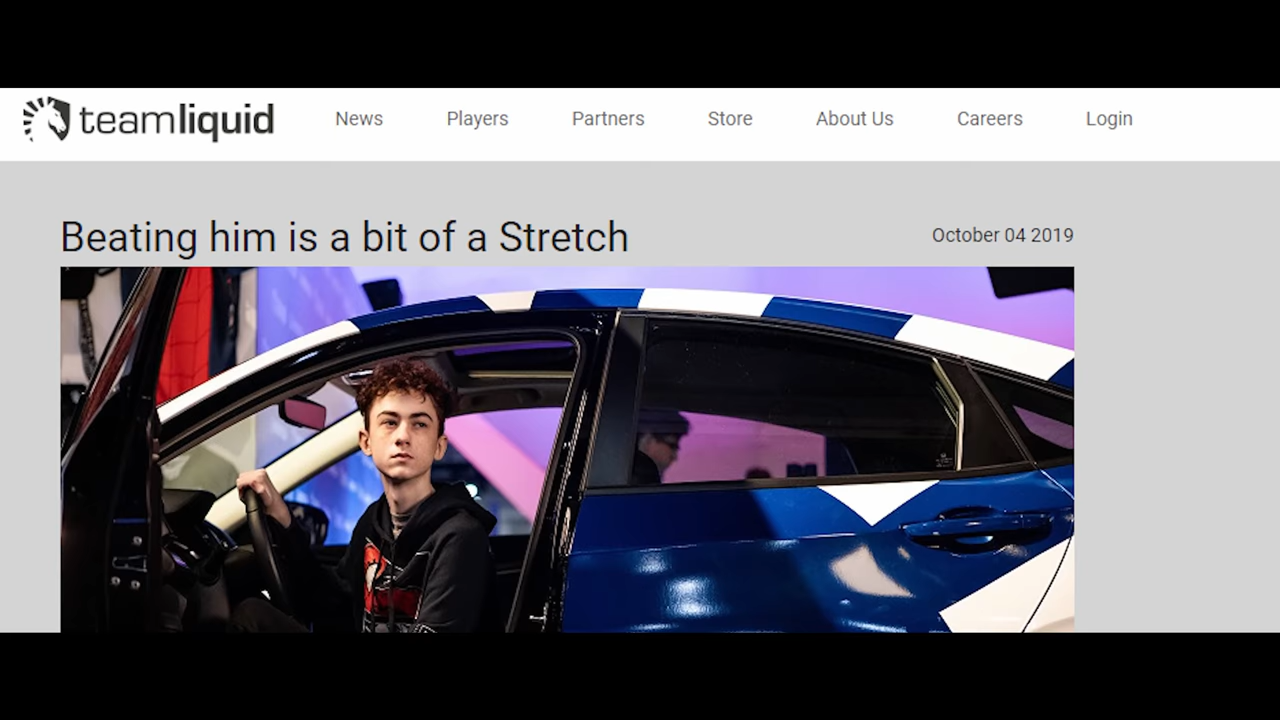 teamliquid
News Players Partners Store About Us Careers Login
Beating him is a bit of a Stretch
October 04 2019